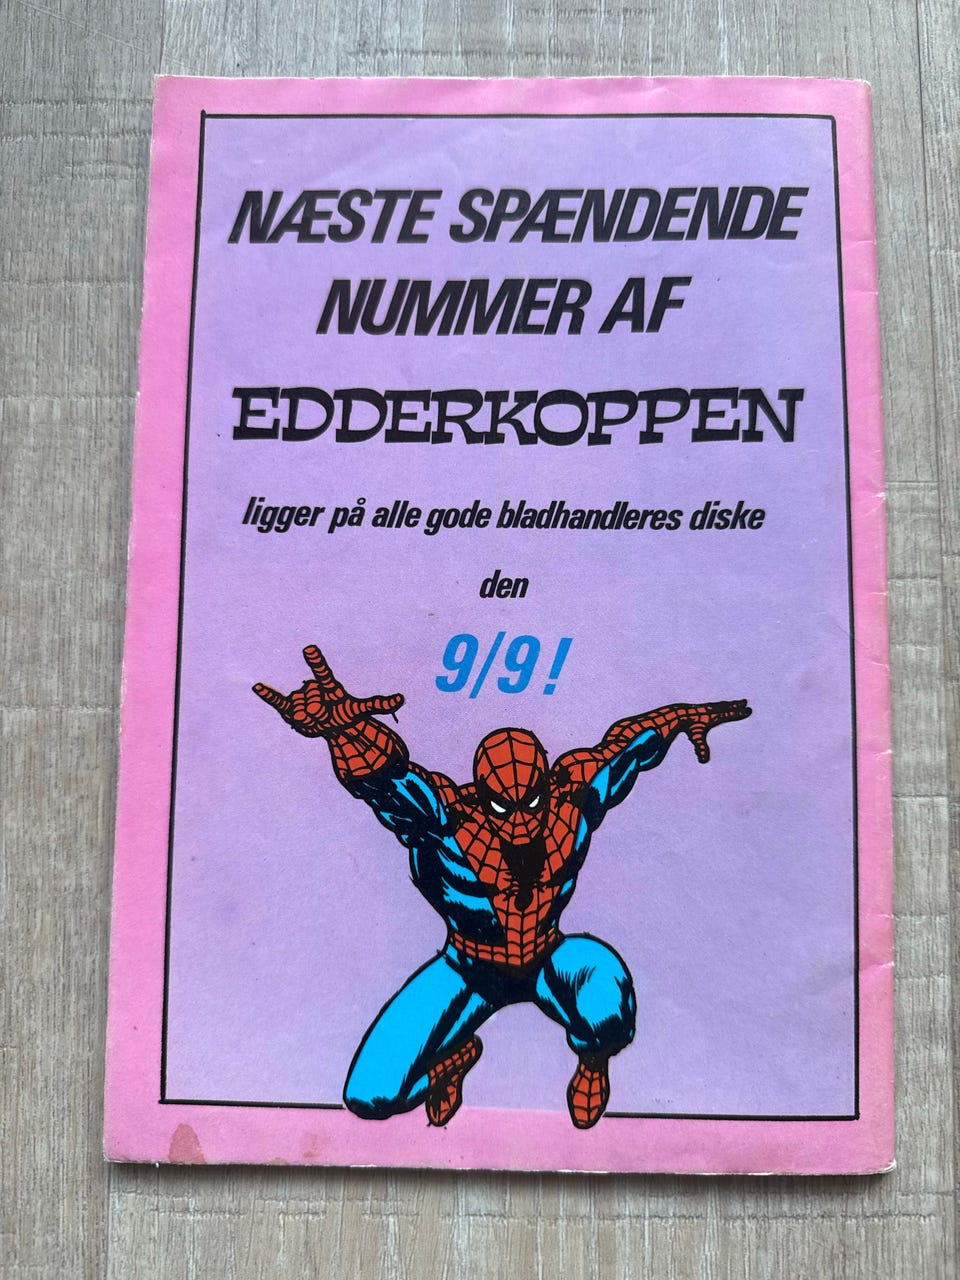 NÆSTE SPÆNDENDE
NUMMER AF
EDDERKOPPEN
ligger på alle gode bladhandleres diske
den
9/9!